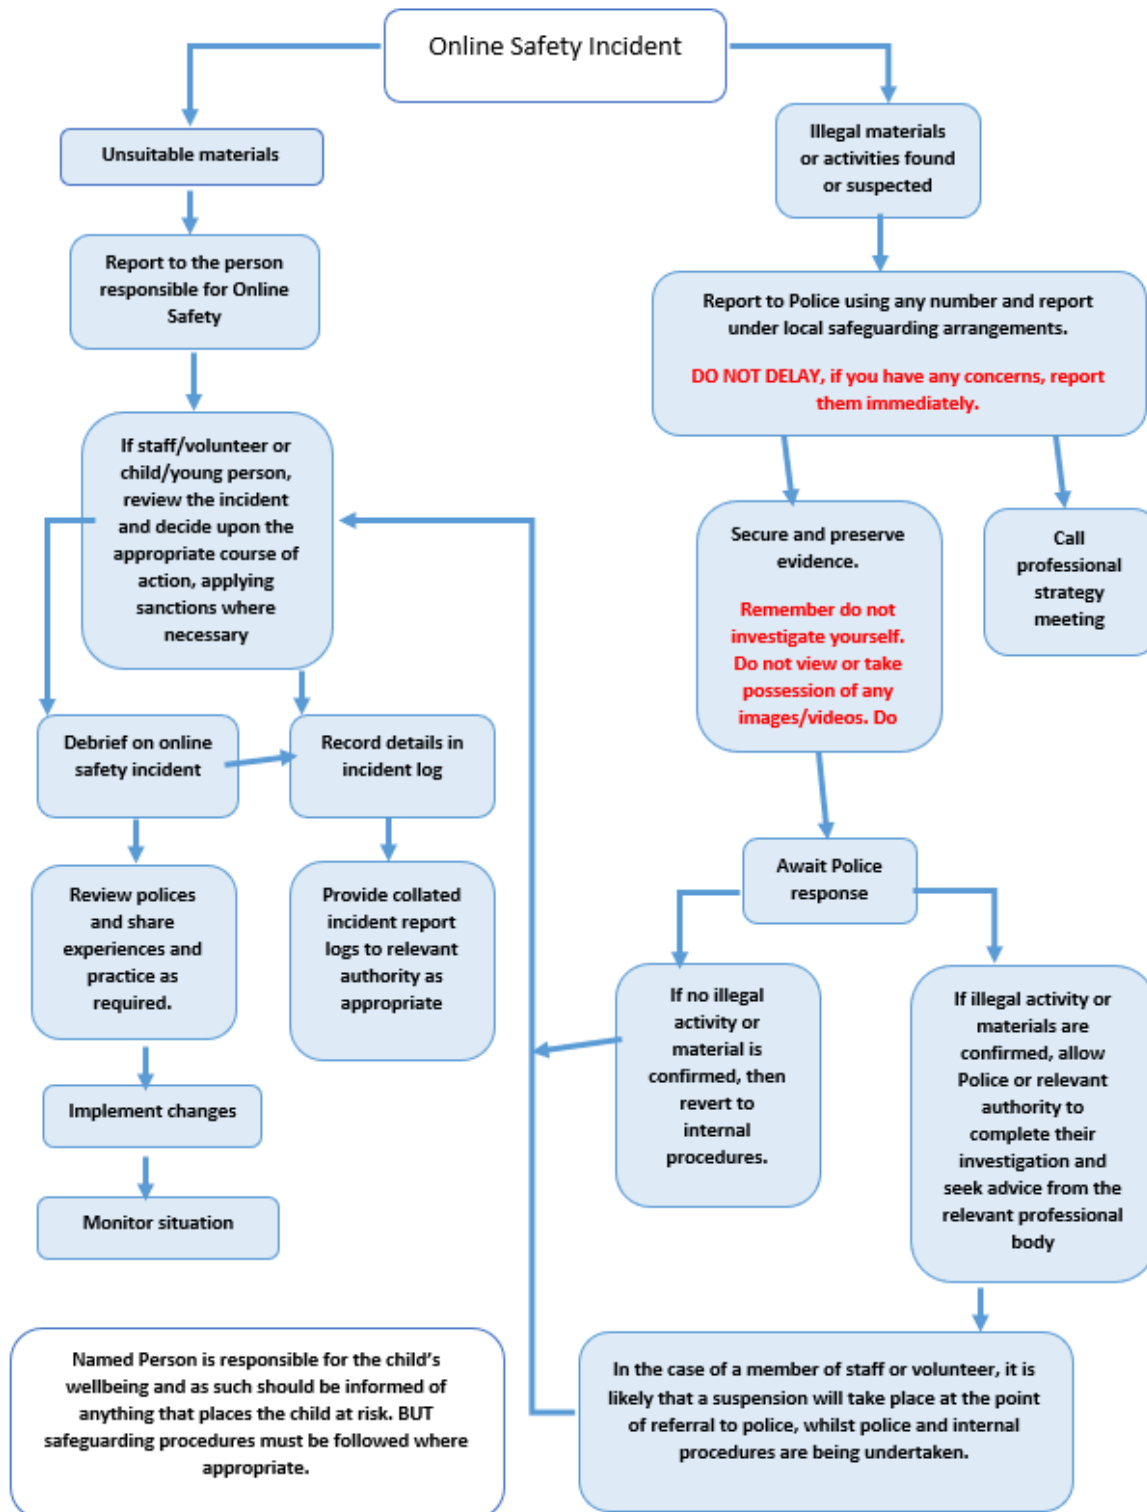 Online Safety Incident
Unsuitable materials
Illegal materials
or activities found
or suspected
Report to the person
responsible for Online
Safety
Report to Police using any number and report
under local safeguarding arrangements.
DO NOT DELAY, if you have any concerns, report
them immediately.
If staff/volunteer or
child/young person,
review the incident
and decide upon the
appropriate course of
action, applying
sanctions where
necessary
Secure and preserve
evidence.
Remember do not
investigate yourself.
Do not view or take
possession of any
images/videos. Do
Call
professional
strategy
meeting
Debrief on online
safety incident
Record details in
incident log
Await Police
response
Review polices
and share
experiences and
practice as
required.
Provide collated
incident report
logs to relevant
authority as
appropriate
If no illegal
activity or
material is
confirmed, then
revert to
internal
procedures.
If illegal activity or
materials are
confirmed, allow
Police or relevant
authority to
complete their
investigation and
seek advice from the
relevant professional
body
Implement changes
Monitor situation
Named Person is responsible for the child's
wellbeing and as such should be informed of
anything that places the child at risk. BUT
safeguarding procedures must be followed where
appropriate.
In the case of a member of staff or volunteer, it is
likely that a suspension will take place at the point
of referral to police, whilst police and internal
procedures are being undertaken.